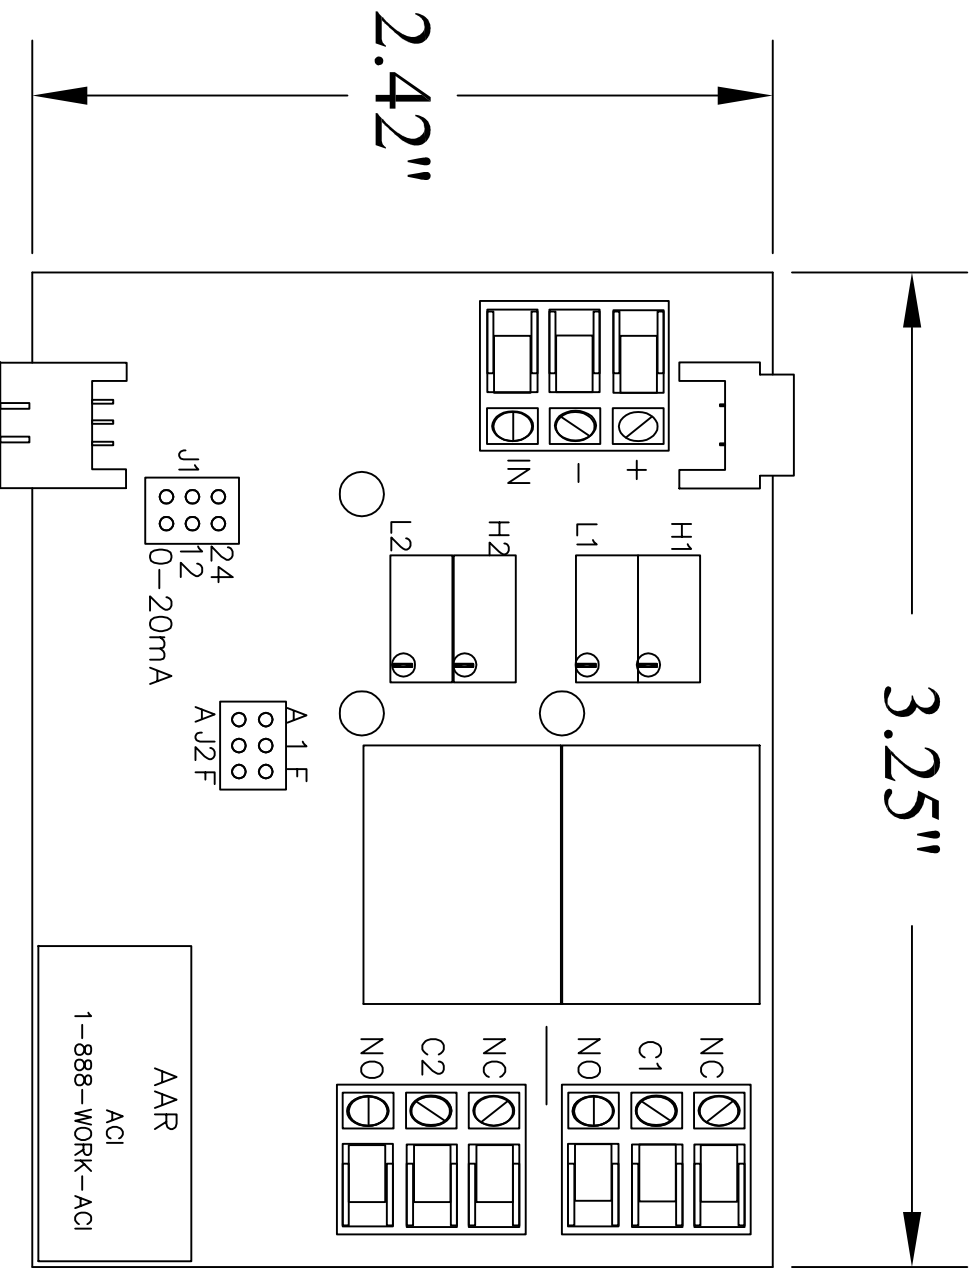 2.42"
3.25"
+
−
IN
H1
L1
H2
L2
J1
24
12
0-20mA
A 1 F
A J2 F
NC
C1
NO
NC
C2
NO
AAR
ACI
1-888-WORK-ACI